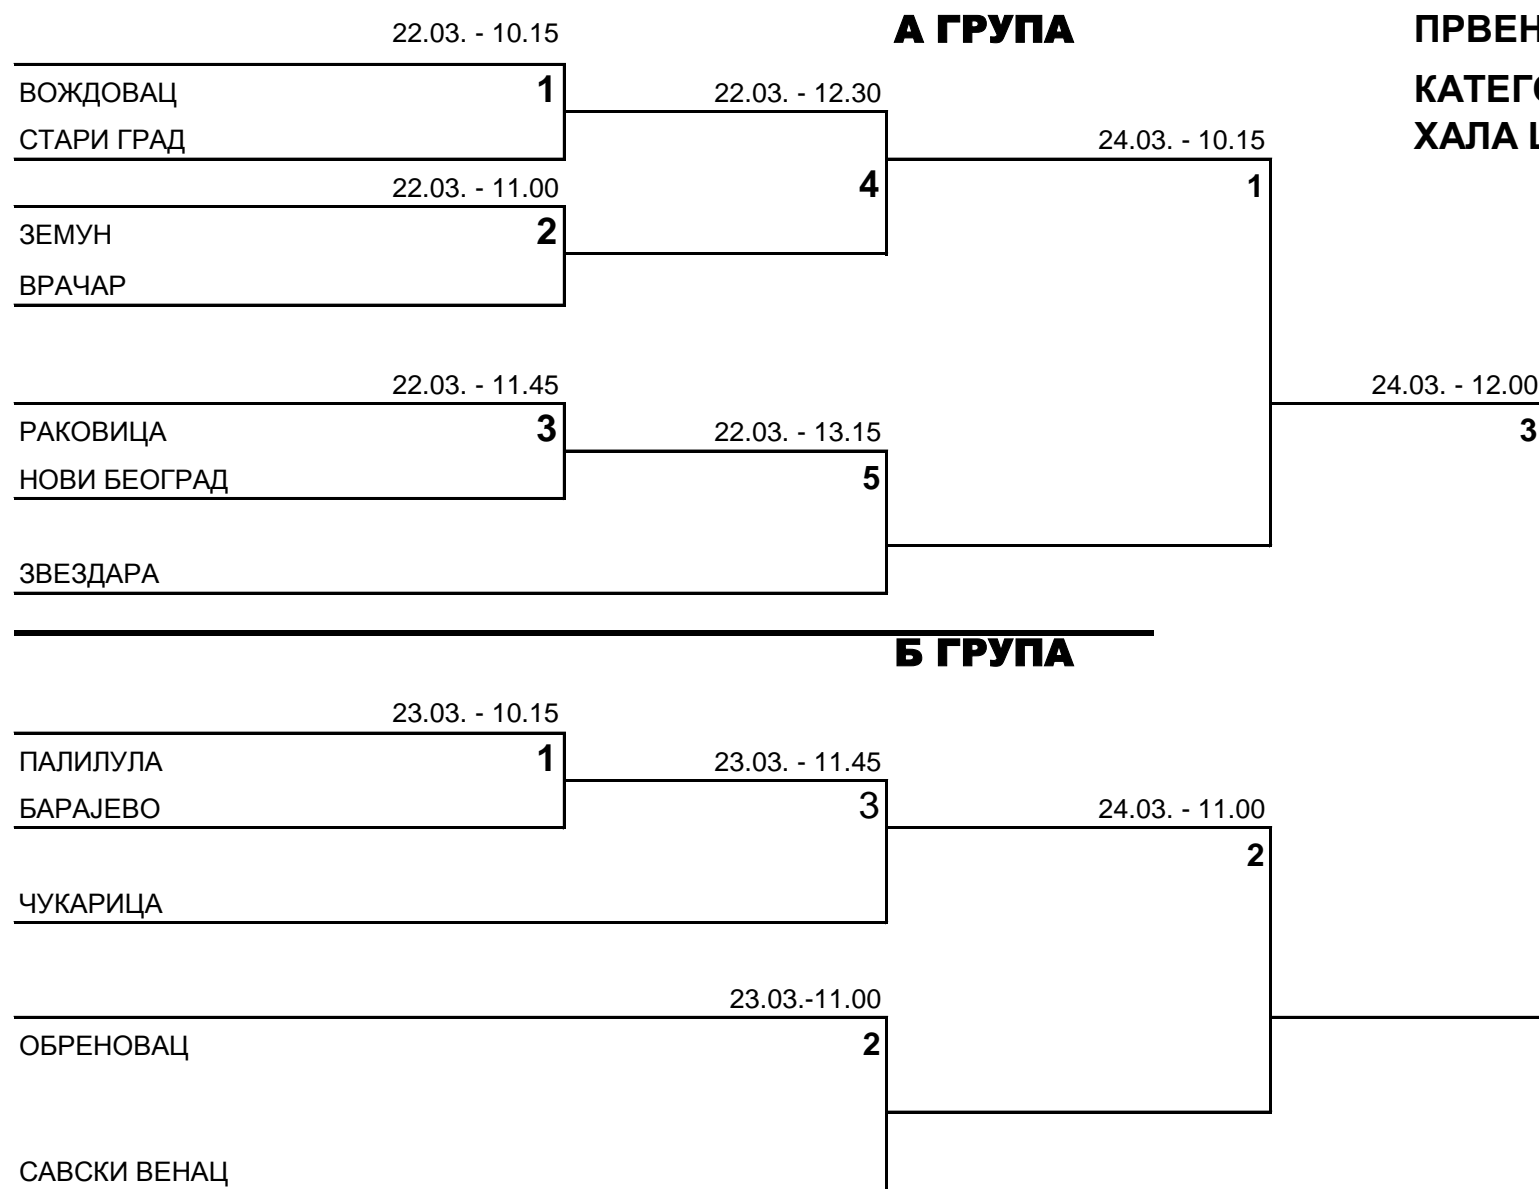 22.03. - 10.15
А ГРУПА
ВОЖДОВАЦ
1
22.03. - 12.30
СТАРИ ГРАД
24.03. - 10.15
ХАЛА
22.03. - 11.00
4
1
ЗЕМУН
2
ВРАЧАР
22.03. - 11.45
24.03. - 12.00
РАКОВИЦА
3
22.03. - 13.15
3
НОВИ БЕОГРАД
5
ЗВЕЗДАРА
Б ГРУПА
23.03. - 10.15
ПАЛИЛУЛА
1
23.03. - 11.45
БАРАЈЕВО
3
24.03. - 11.00
2
ЧУКАРИЦА
23.03.-11.00
ОБРЕНОВАЦ
2
САВСКИ ВЕНАЦ